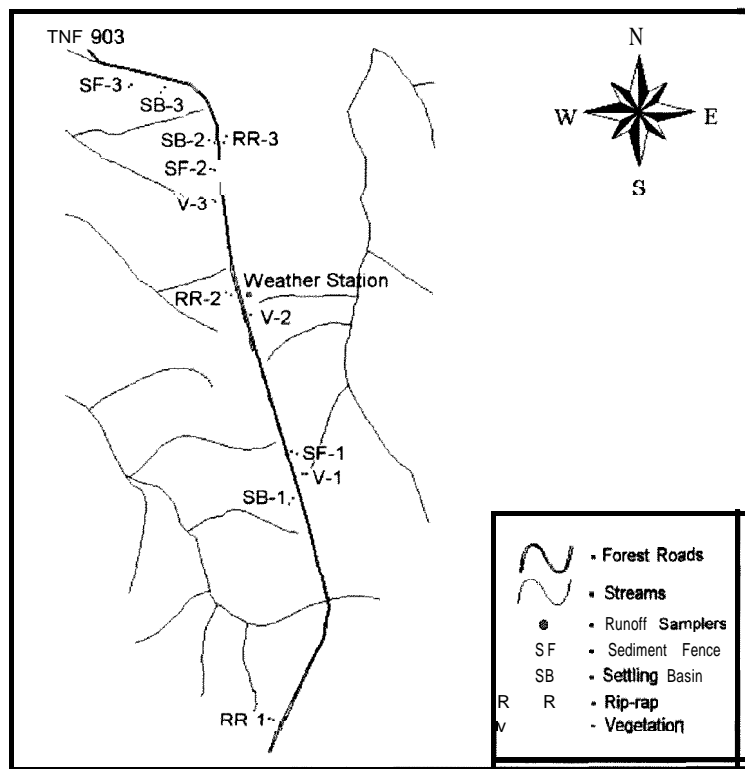 TNF 903
N
SF-3
SB-3
W
E
SB-2
RR-3
SF-2
S
V-3
Weather Station
RR-2
V-2
SF-1
V-1
SB-1
- Forest Roads
- Streams
- Runoff Samplers
SF - Sediment Fence
SB - Settling Basin
R R - Rip-rap
v - Vegetation
RR 1